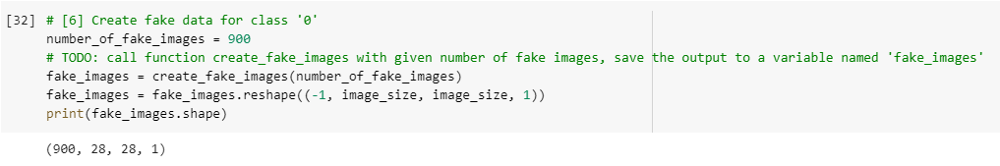 [32] # [6] Create fake data for class '0'
number_of_fake_images = 900
# TODO: call function create_fake_images with given number of fake images, save the output to a variable named 'fake_images'
fake_images = create_fake_images(number_of_fake_images)
fake_images = fake_images.reshape((-1, image_size, image_size, 1))
print(fake_images.shape)
(900, 28, 28, 1)